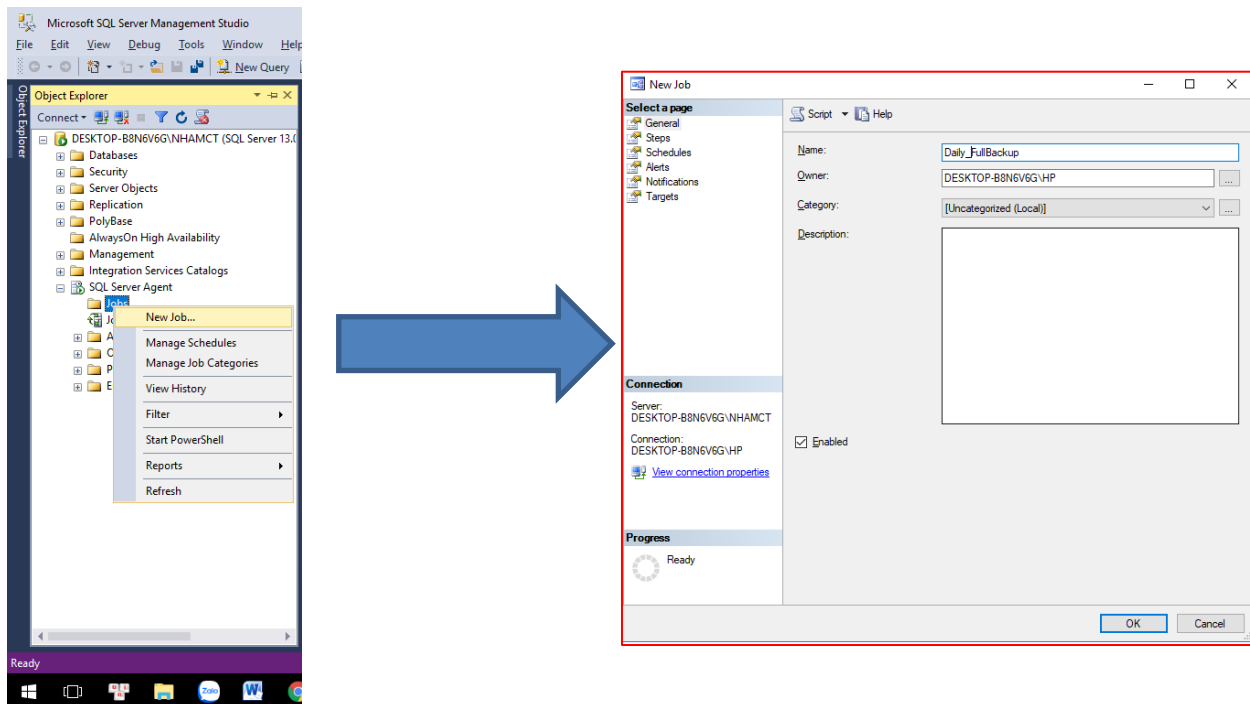 Microsoft SQL Server Management Studio
File Edit View Debug Tools Window Help
New Query
Object Explorer
Object Explorer
Connect
DESKTOP-B8N6V6G\NHAMCT (SQL Server 13.0
Databases
Security
Server Objects
Replication
PolyBase
AlwaysOn High Availability
Management
Integration Services Catalogs
SQL Server Agent
Jobs
New Job...
Manage Schedules
Manage Job Categories
View History
Filter
Start PowerShell
Reports
Refresh
Ready
Zalo
New Job
Select a page
General
Steps
Schedules
Alerts
Notifications
Targets
Script Help
Name: Daily_FullBackup
Owner: DESKTOP-B8N6V6G\HP ...
Category: [Uncategorized (Local)] ...
Description:
Enabled
Connection
Server:
DESKTOP-B8N6V6G\NHAMCT
Connection:
DESKTOP-B8N6V6G\HP
View connection properties
Progress
Ready
OK Cancel